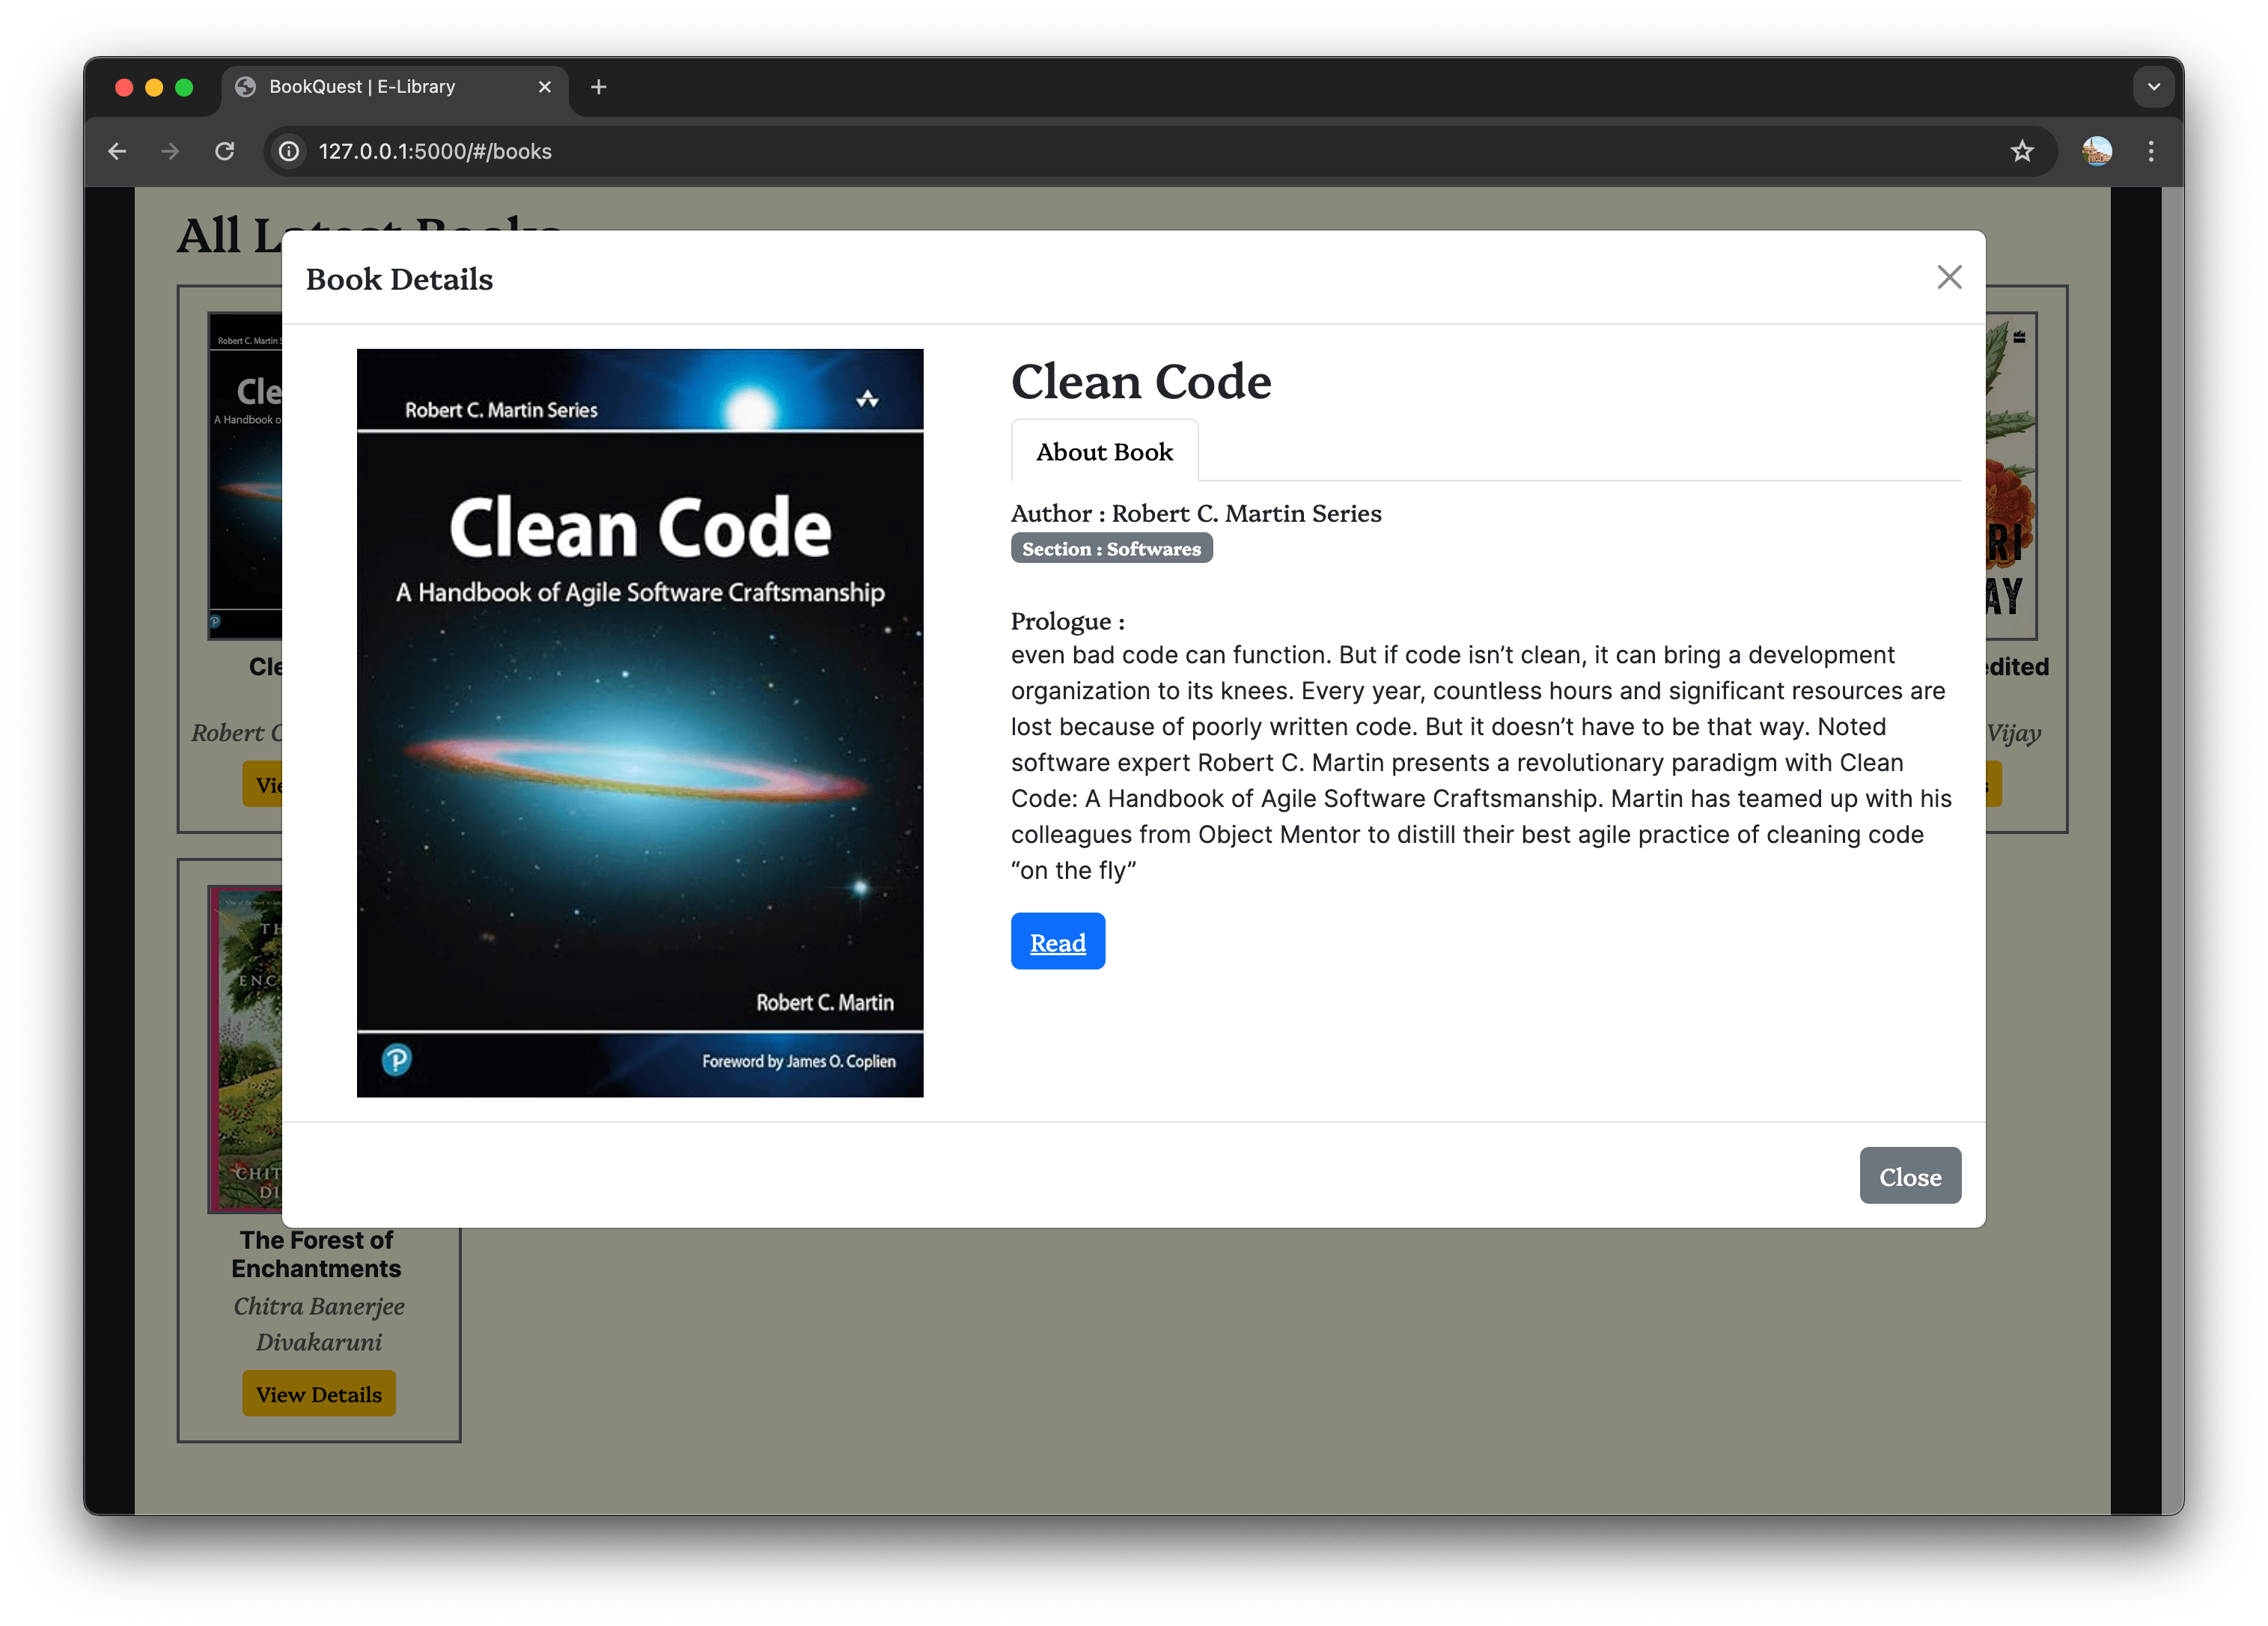 BookQuest | E-Library
127.0.0.1:5000/#/books
All Latest Books
Book Details
Robert C. Martin Series
Clean Code
A Handbook of Agile Software Craftsmanship
Robert C. Martin
Foreword by James O. Coplien
Clean Code
About Book
Author : Robert C. Martin Series
Section : Softwares
Prologue :
even bad code can function. But if code isn’t clean, it can bring a development
organization to its knees. Every year, countless hours and significant resources are
lost because of poorly written code. But it doesn’t have to be that way. Noted
software expert Robert C. Martin presents a revolutionary paradigm with Clean
Code: A Handbook of Agile Software Craftsmanship. Martin has teamed up with his
colleagues from Object Mentor to distill their best agile practice of cleaning code
“on the fly”
Read
Close
Robert C. Martin
A Handbook
Robert
Vijay
The Forest of
Enchantments
Chitra Banerjee
Divakaruni
View Details